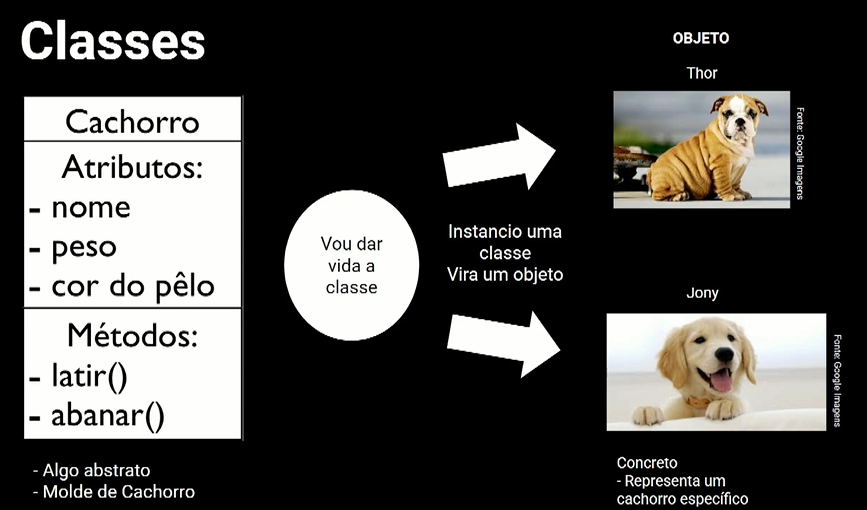 Classes
Cachorro
Atributos:
- nome
- peso
- cor do pêlo
Métodos:
- latir()
- abanar()
- Algo abstrato
- Molde de Cachorro
Vou dar
vida a
classe
Instancio uma
classe
Vira um objeto
OBJETO
Thor
Fonte: Google Imagens
Jony
Fonte: Google Imagens
Concreto
- Representa um
cachorro específico